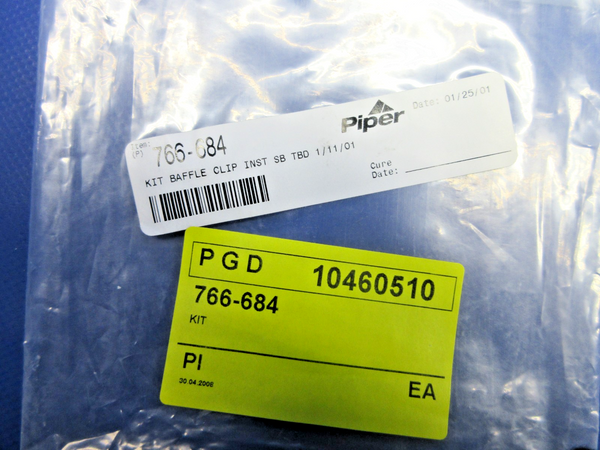 Item:
(P) 766-684
Piper
Date: 01/25/01
KIT BAFFLE CLIP INST SB TBD 1/11/01
Cure
Date:
PGD 10460510
766-684
KIT
PI
30.04.2008
EA